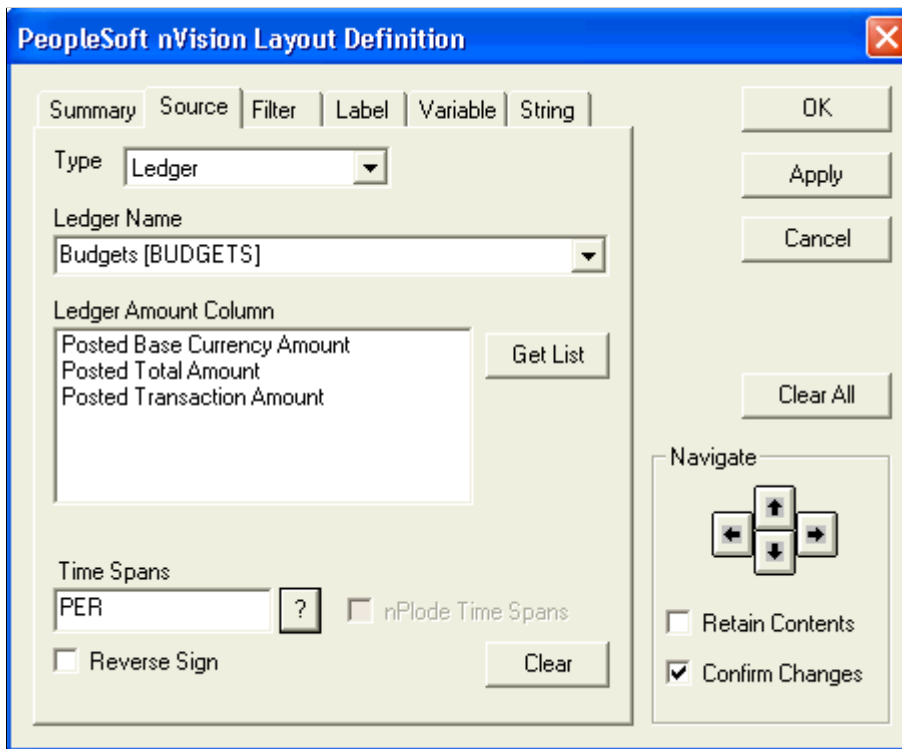 PeopleSoft nVision Layout Definition
Summary Source Filter Label Variable String
OK
Type Ledger
Apply
Ledger Name
Budgets [BUDGETS]
Cancel
Ledger Amount Column
Posted Base Currency Amount
Posted Total Amount
Posted Transaction Amount
Get List
Clear All
Navigate
Time Spans
PER ? nPlode Time Spans
Retain Contents
Reverse Sign Clear
Confirm Changes